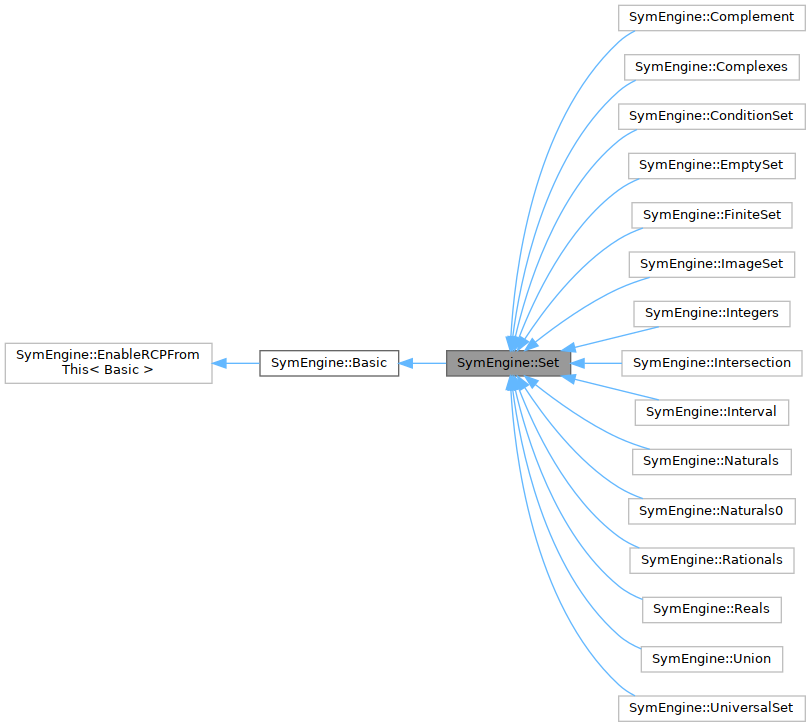 SymEngine::Complement
SymEngine::Complexes
SymEngine::ConditionSet
SymEngine::EmptySet
SymEngine::FiniteSet
SymEngine::ImageSet
SymEngine::Integers
SymEngine::EnableRCPFrom
This< Basic >
SymEngine::Basic
SymEngine::Set
SymEngine::Intersection
SymEngine::Interval
SymEngine::Naturals
SymEngine::Naturals0
SymEngine::Rationals
SymEngine::Reals
SymEngine::Union
SymEngine::UniversalSet